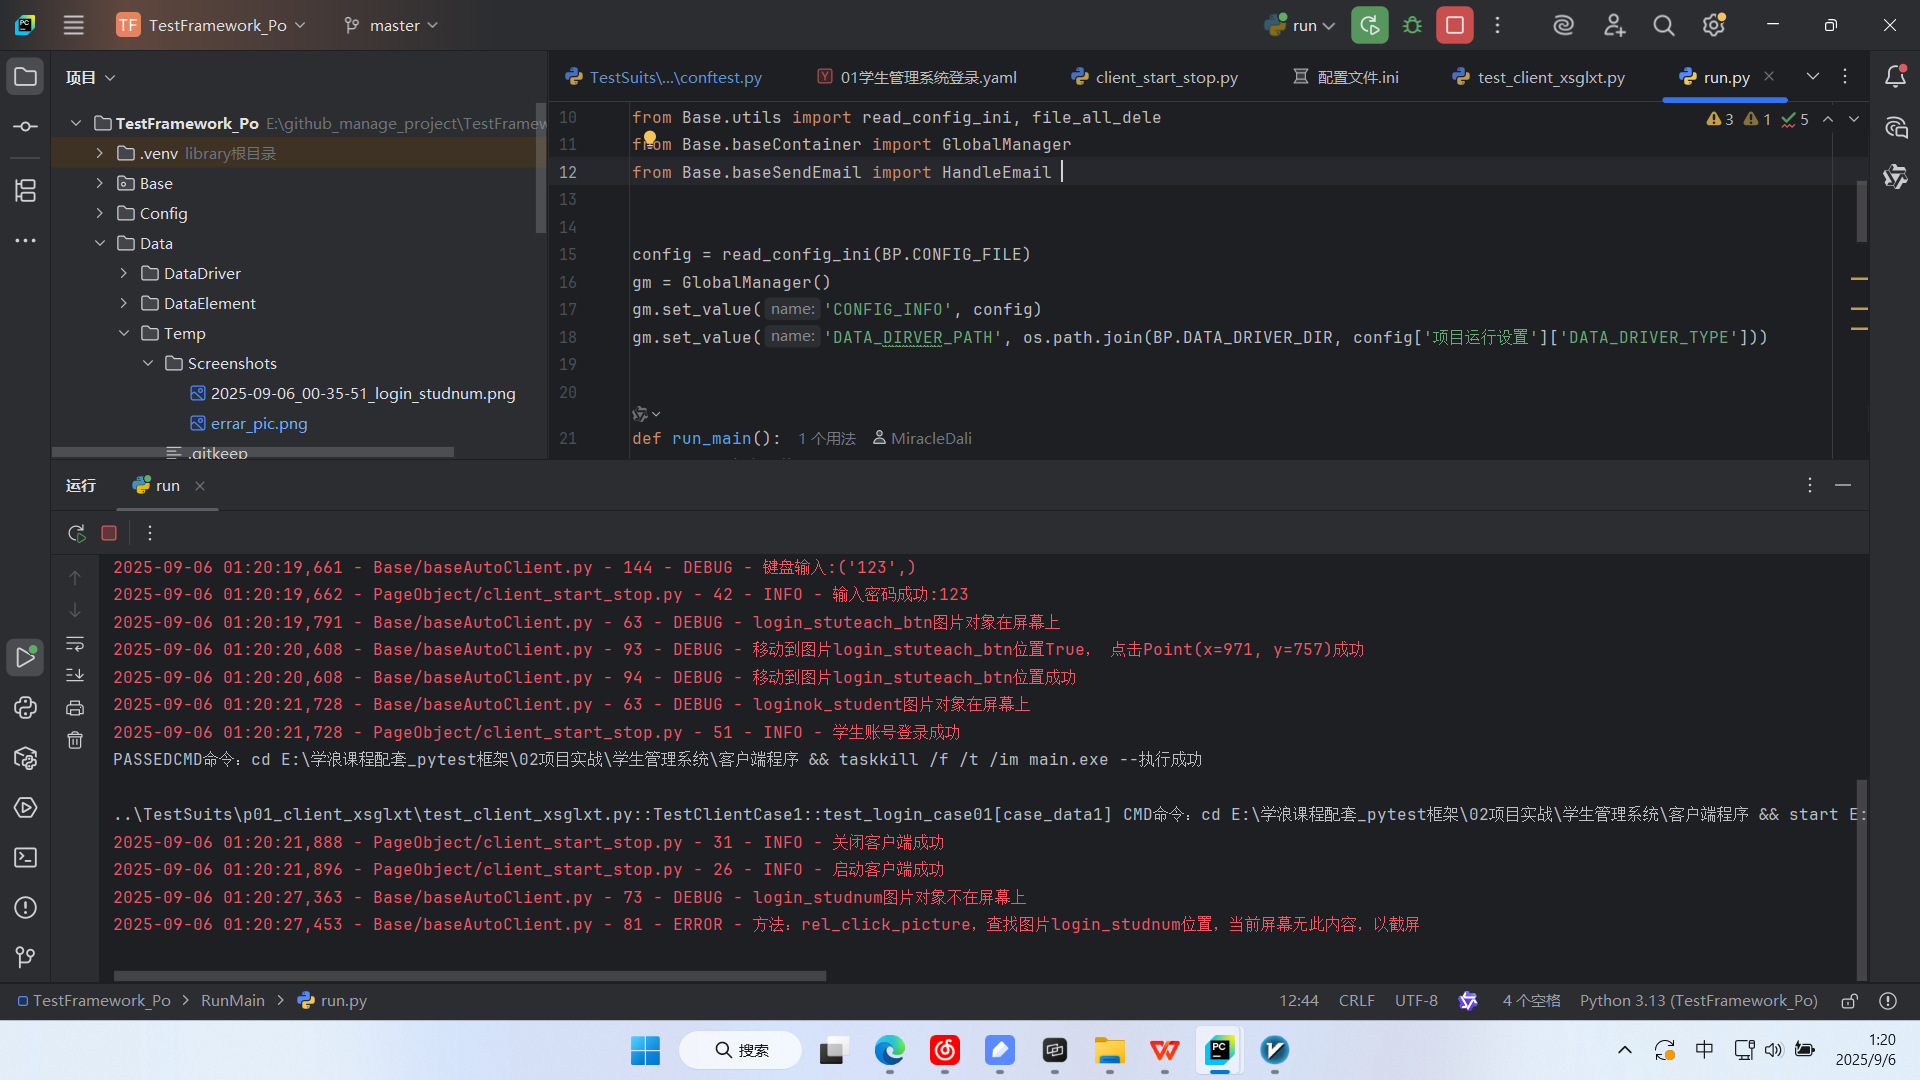 TF TestFramework_Po master run
项目
TestSuits\...\conftest.py 01学生管理系统登录.yaml client_start_stop.py 配置文件.ini test_client_xsglxt.py run.py
TestFramework_Po E:\github_manage_project\TestFramew
.venv library根目录
Base
Config
Data
DataDriver
DataElement
Temp
Screenshots
2025-09-06_00-35-51_login_studnum.png
errar_pic.png
.gitkeep
3 1 5
10 from Base.utils import read_config_ini, file_all_dele
11 from Base.baseContainer import GlobalManager
12 from Base.baseSendEmail import HandleEmail
13
14
15 config = read_config_ini(BP.CONFIG_FILE)
16 gm = GlobalManager()
17 gm.set_value( name: 'CONFIG_INFO', config)
18 gm.set_value( name: 'DATA_DIRVER_PATH', os.path.join(BP.DATA_DRIVER_DIR, config['项目运行设置']['DATA_DRIVER_TYPE']))
19
20
21 def run_main(): 1 个用法 MiracleDali
运行 run
2025-09-06 01:20:19,661 - Base/baseAutoClient.py - 144 - DEBUG - 键盘输入:('123',)
2025-09-06 01:20:19,662 - PageObject/client_start_stop.py - 42 - INFO - 输入密码成功:123
2025-09-06 01:20:19,791 - Base/baseAutoClient.py - 63 - DEBUG - login_stuteach_btn图片对象在屏幕上
2025-09-06 01:20:20,608 - Base/baseAutoClient.py - 93 - DEBUG - 移动到图片login_stuteach_btn位置True， 点击Point(x=971, y=757)成功
2025-09-06 01:20:20,608 - Base/baseAutoClient.py - 94 - DEBUG - 移动到图片login_stuteach_btn位置成功
2025-09-06 01:20:21,728 - Base/baseAutoClient.py - 63 - DEBUG - loginok_student图片对象在屏幕上
2025-09-06 01:20:21,728 - PageObject/client_start_stop.py - 51 - INFO - 学生账号登录成功
PASSEDCMD命令：cd E:\学浪课程配套_pytest框架\02项目实战\学生管理系统\客户端程序 && taskkill /f /t /im main.exe --执行成功
..\TestSuits\p01_client_xsglxt\test_client_xsglxt.py::TestClientCase1::test_login_case01[case_data1] CMD命令：cd E:\学浪课程配套_pytest框架\02项目实战\学生管理系统\客户端程序 && start E:
2025-09-06 01:20:21,888 - PageObject/client_start_stop.py - 31 - INFO - 关闭客户端成功
2025-09-06 01:20:21,896 - PageObject/client_start_stop.py - 26 - INFO - 启动客户端成功
2025-09-06 01:20:27,363 - Base/baseAutoClient.py - 73 - DEBUG - login_studnum图片对象不在屏幕上
2025-09-06 01:20:27,453 - Base/baseAutoClient.py - 81 - ERROR - 方法：rel_click_picture，查找图片login_studnum位置，当前屏幕无此内容，以截屏
TestFramework_Po > RunMain > run.py 12:44 CRLF UTF-8 4 个空格 Python 3.13 (TestFramework_Po)
搜索 中 1:20
2025/9/6